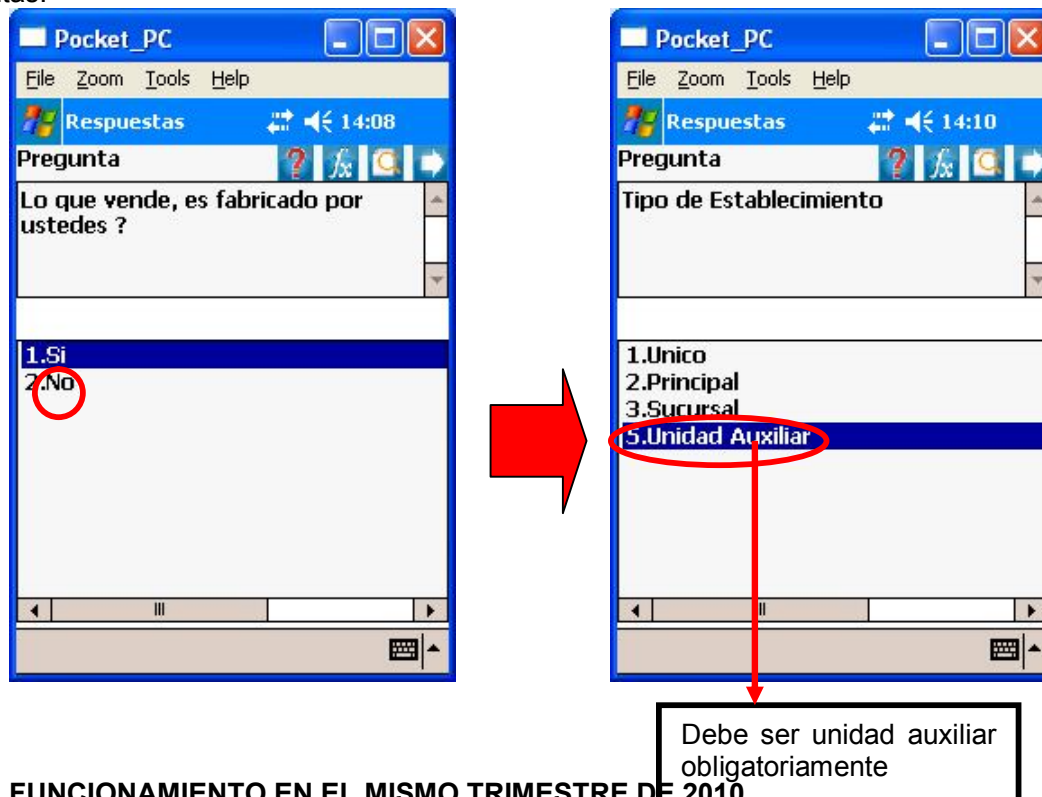 Pocket_PC
File Zoom Tools Help
Respuestas 14:08
Pregunta
Lo que vende, es fabricado por
ustedes ?
1.Si
2.No
Pocket_PC
File Zoom Tools Help
Respuestas 14:10
Pregunta
Tipo de Establecimiento
1.Unico
2.Principal
3.Sucursal
5.Unidad Auxiliar
Debe ser unidad auxiliar
obligatoriamente
FUNCIONAMIENTO EN EL MISMO TRIMESTRE DE 2010